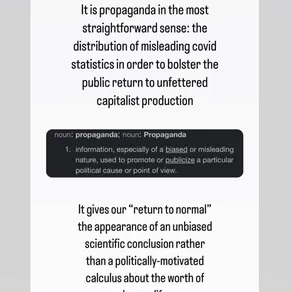 It is propaganda in the most
straightforward sense: the
distribution of misleading covid
statistics in order to bolster the
public return to unfettered
capitalist production
noun: propaganda; noun: Propaganda
1. information, especially of a biased or misleading
nature, used to promote or publicize a particular
political cause or point of view.
It gives our “return to normal”
the appearance of an unbiased
scientific conclusion rather
than a politically-motivated
calculus about the worth of